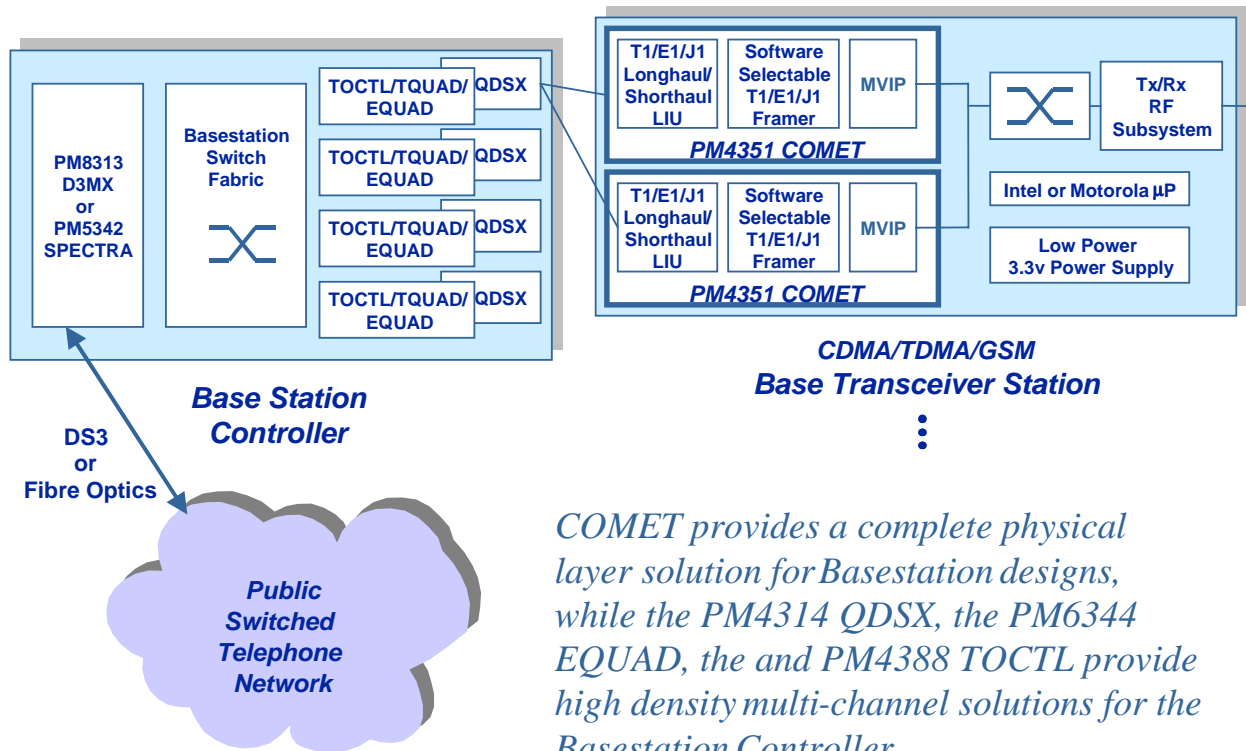 PM8313
D3MX
or
PM5342
SPECTRA
Basestation
Switch
Fabric
TOCTL/TQUAD/
EQUAD
QDSX
TOCTL/TQUAD/
EQUAD
QDSX
TOCTL/TQUAD/
EQUAD
QDSX
TOCTL/TQUAD/
EQUAD
QDSX
Base Station
Controller
T1/E1/J1
Longhaul/
Shorthaul
LIU
Software
Selectable
T1/E1/J1
Framer
MVIP
PM4351 COMET
T1/E1/J1
Longhaul/
Shorthaul
LIU
Software
Selectable
T1/E1/J1
Framer
MVIP
PM4351 COMET
Tx/Rx
RF
Subsystem
Intel or Motorola µP
Low Power
3.3v Power Supply
CDMA/TDMA/GSM
Base Transceiver Station
DS3
or
Fibre Optics
Public
Switched
Telephone
Network
COMET provides a complete physical
layer solution for Basestation designs,
while the PM4314 QDSX, the PM6344
EQUAD, the and PM4388 TOCTL provide
high density multi-channel solutions for the
Basestation Controller